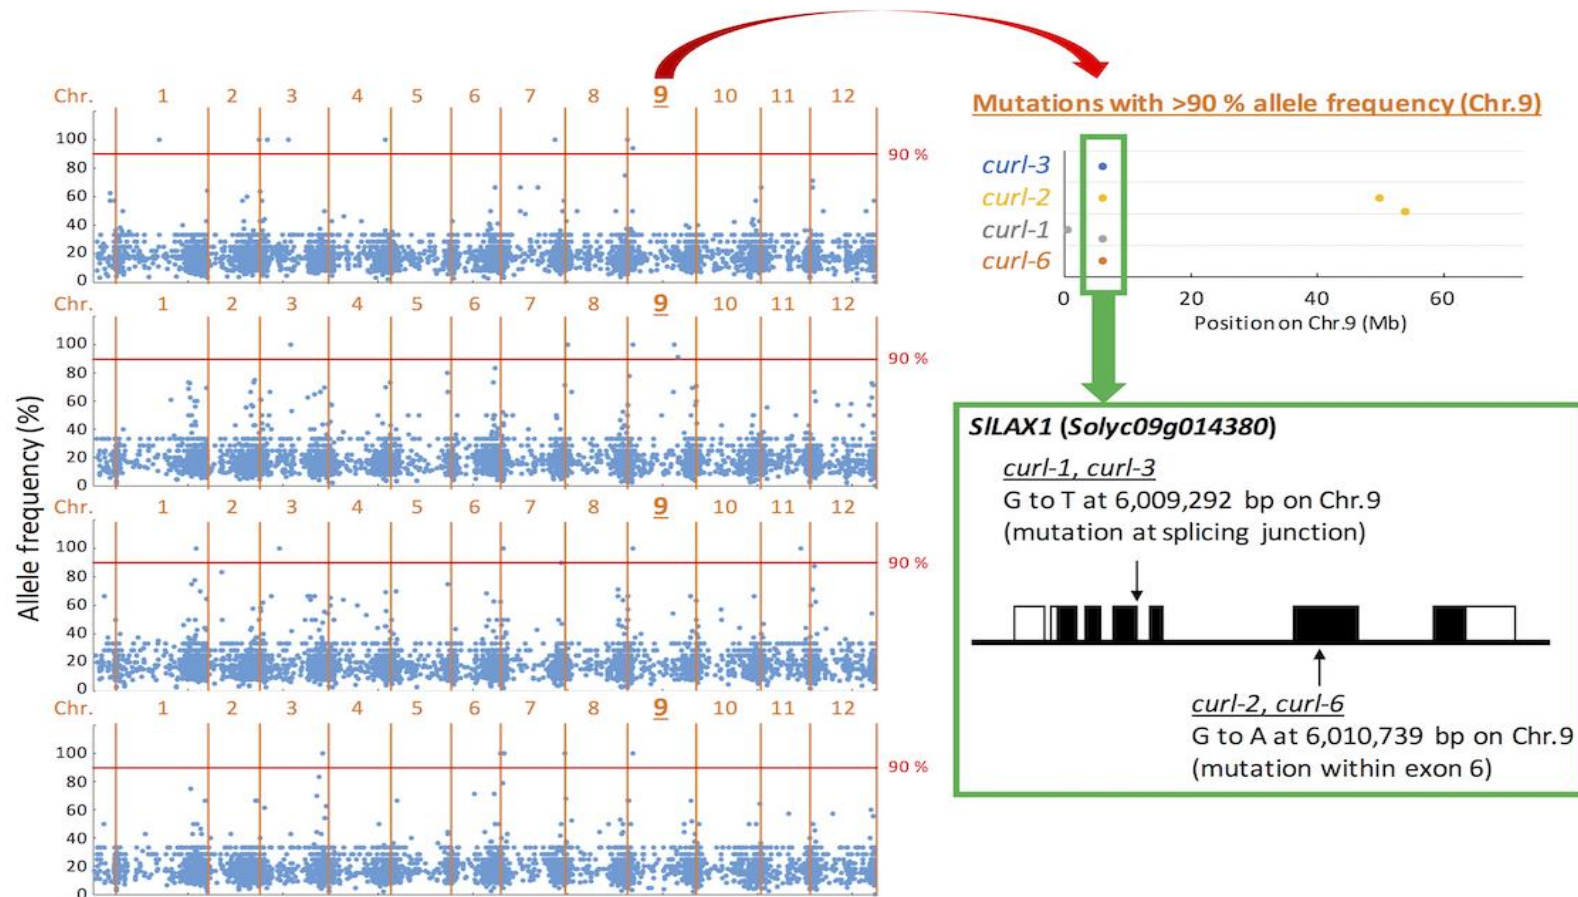 Chr. 1 2 3 4 5 6 7 8 9 10 11 12
100
90 %
80
60
40
20
0
9
100
90 %
80
60
40
20
0
Chr. 1 2 3 4 5 6 7 8 9 10 11 12
100
90 %
80
60
40
20
0
Chr. 1 2 3 4 5 6 7 8 9 10 11 12
100
90 %
80
60
40
20
0
Chr. 1 2 3 4 5 6 7 8 10 11 12
Allele frequency (%)
Mutations with >90 % allele frequency (Chr.9)
curl-3
curl-2
curl-1
curl-6
0 20 40 60
Position on Chr.9 (Mb)
SlLAX1 (Solyc09g014380)
curl-1, curl-3
G to T at 6,009,292 bp on Chr.9
(mutation at splicing junction)
curl-2, curl-6
G to A at 6,010,739 bp on Chr.9
(mutation within exon 6)